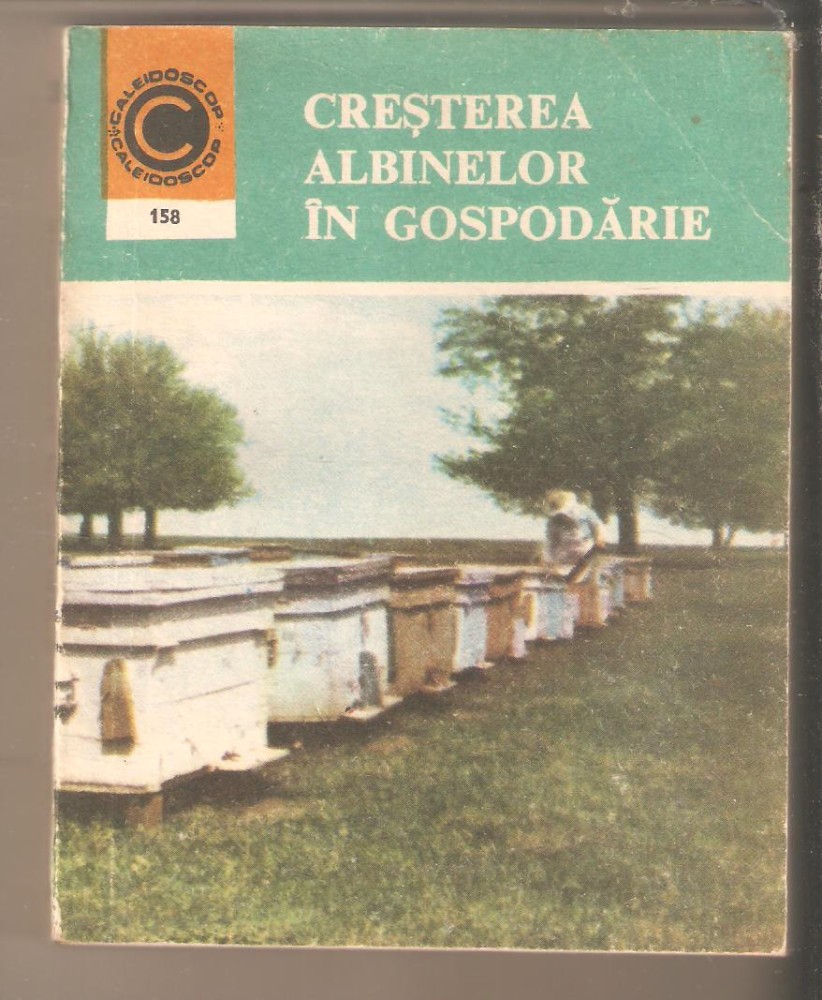 CALEIDOSCOP
CALEIDOSCOP
C
158
CREȘTEREA
ALBINELOR
ÎN GOSPODĂRIE